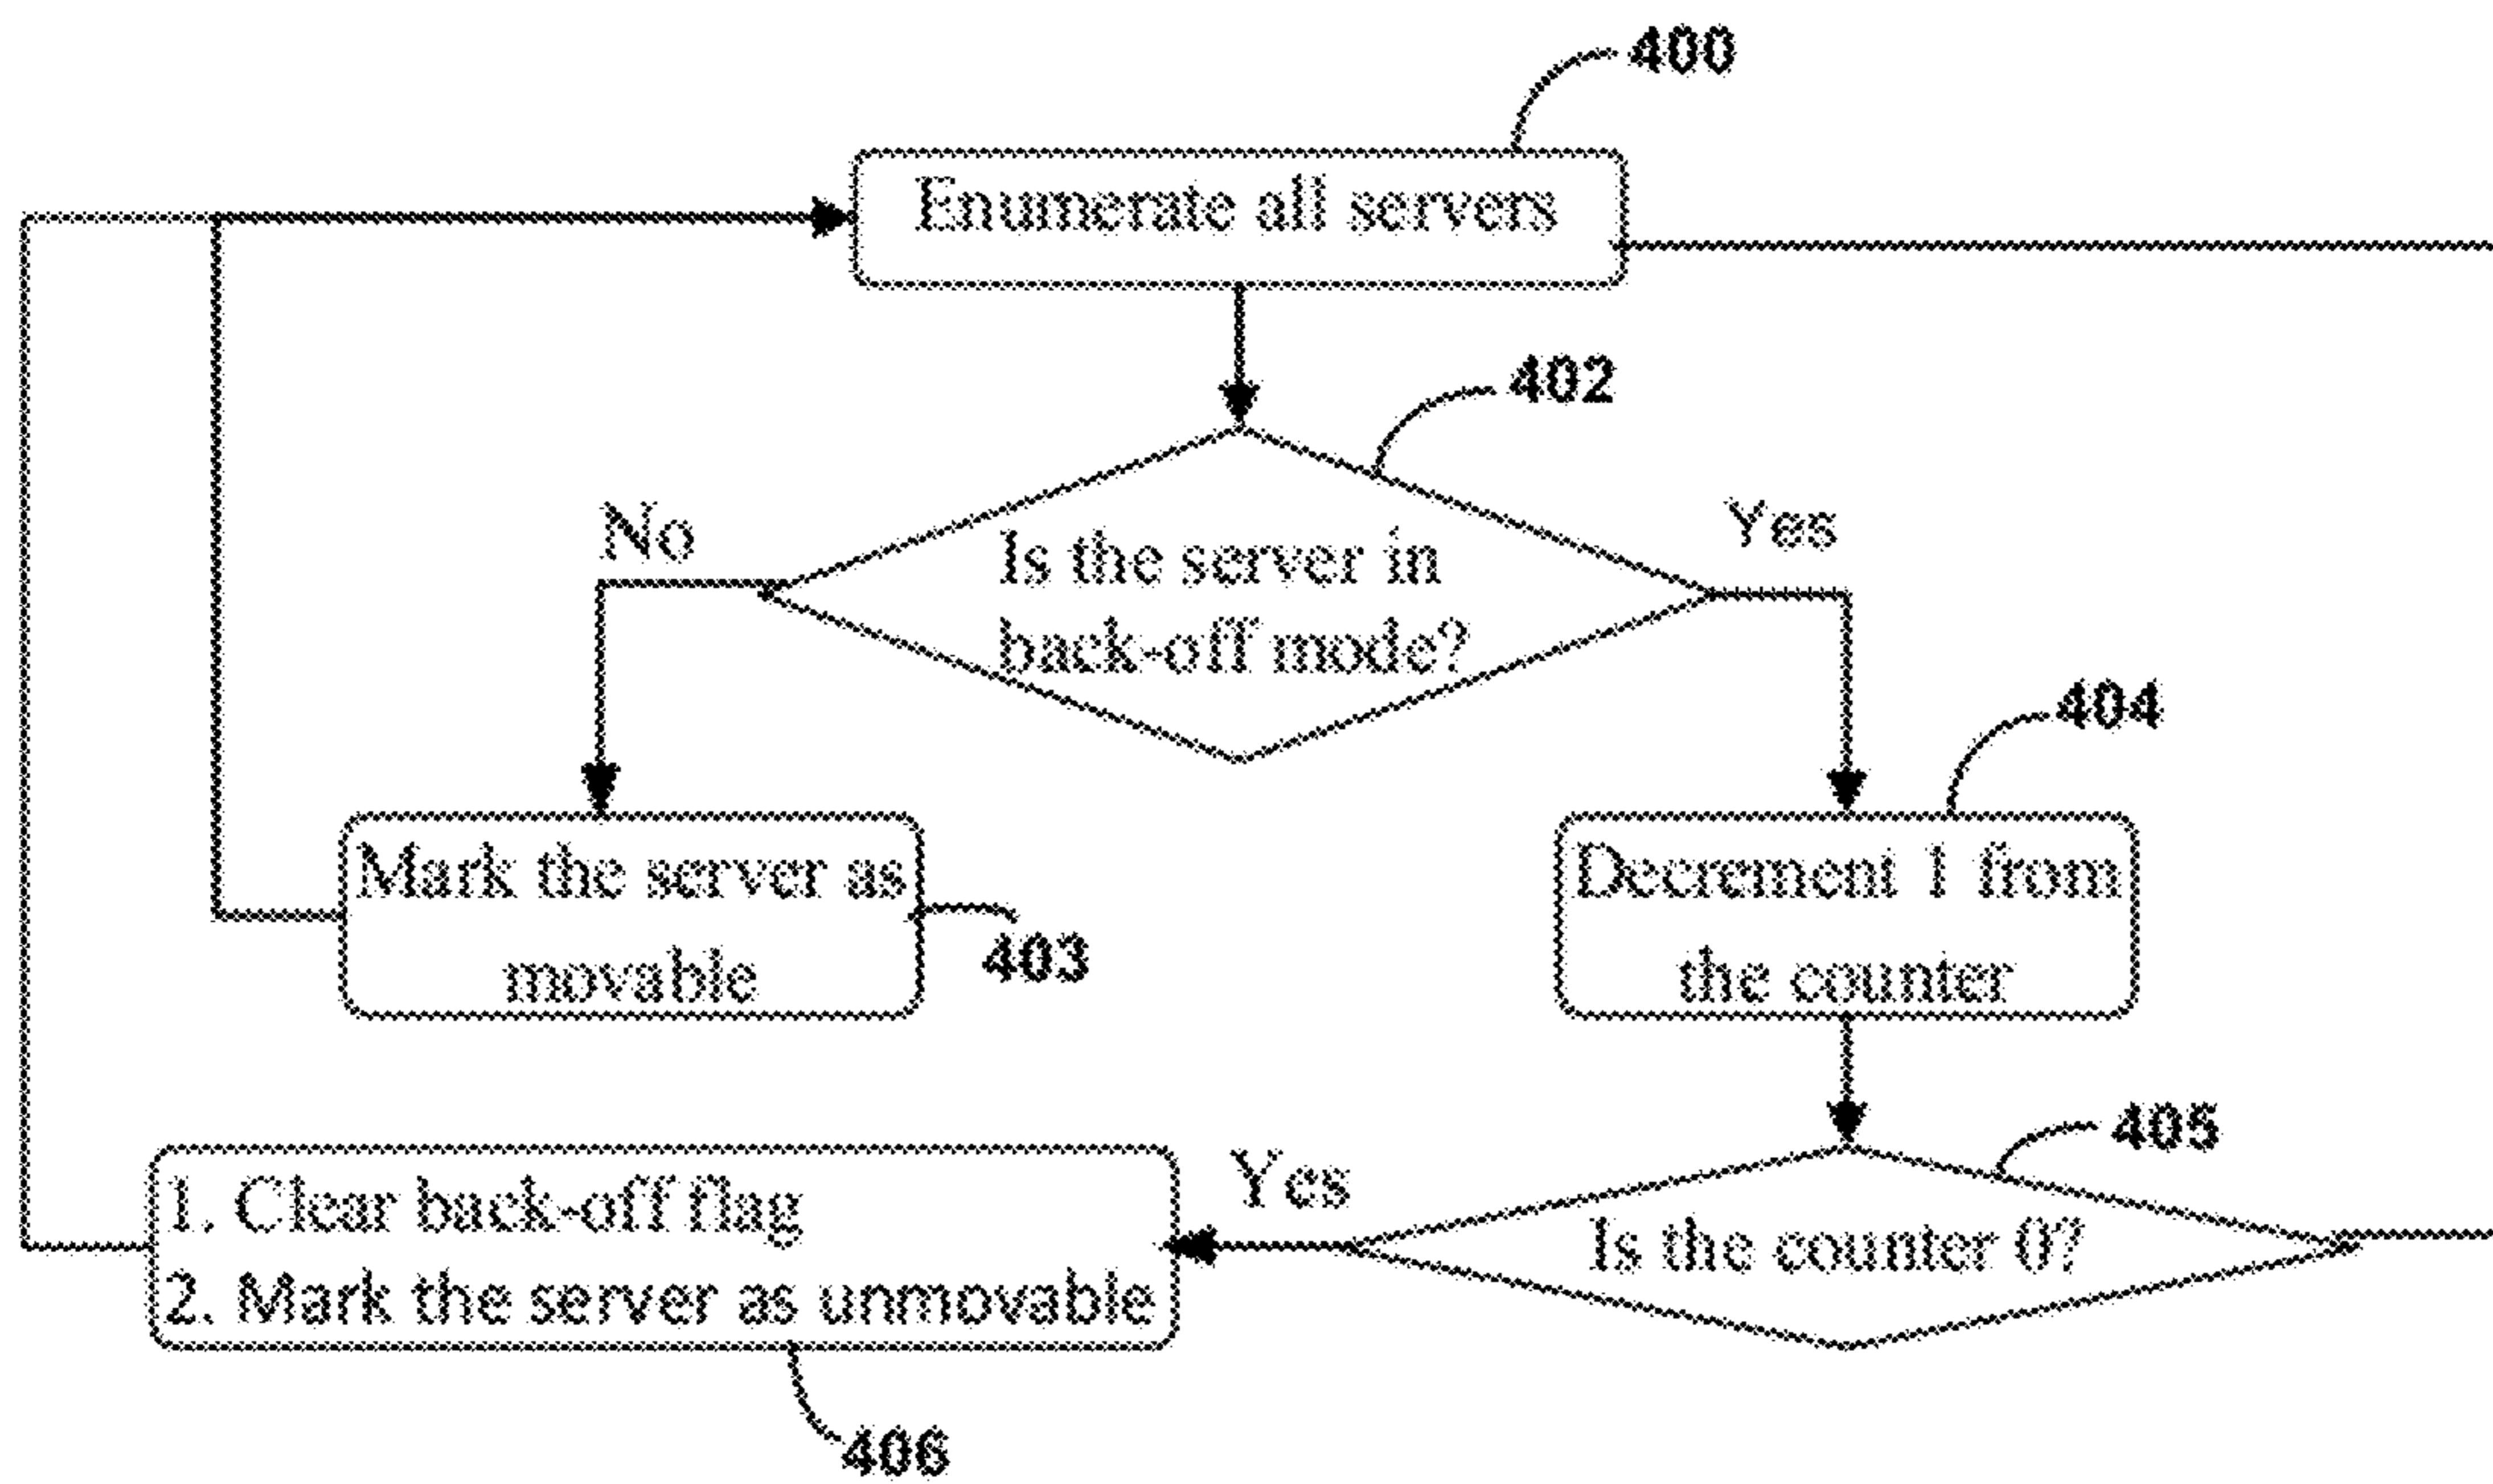 400
Enumerate all servers
402
No
Yes
Is the server in
back-off mode?
404
Mark the server as
movable
403
Decrement 1 from
the counter
405
1. Clear back-off flag
2. Mark the server as unmovable
Yes
Is the counter 0?
406